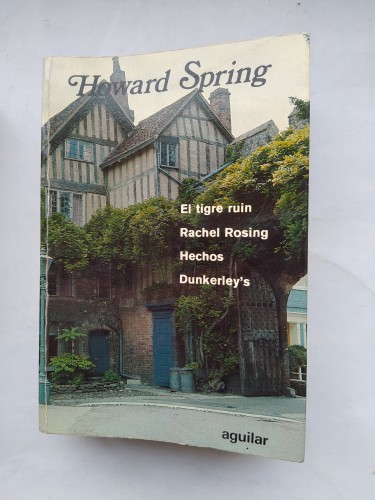 Howard Spring
El tigre ruin
Rachel Rosing
Hechos
Dunkerley's
aguilar